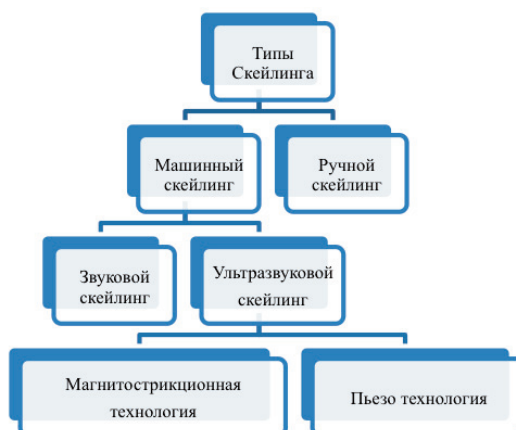 Типы
Скейлинга
Машинный
скейлинг
Ручной
скейлинг
Звуковой
скейлинг
Ультразвуковой
скейлинг
Магнитострикционная
технология
Пьезо технология